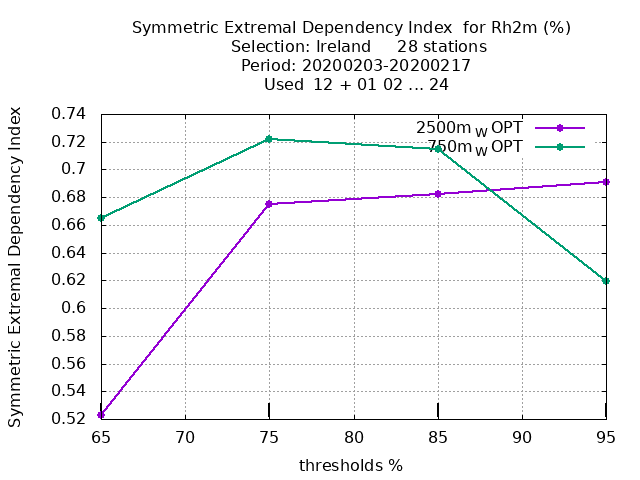 Symmetric Extremal Dependency Index  for Rh2m (%)
Selection: Ireland     28 stations
Period: 20200203-20200217
Used  12 + 01 02 ... 24
Symmetric Extremal Dependency Index
0.74
0.72
0.7
0.68
0.66
0.64
0.62
0.6
0.58
0.56
0.54
0.52
2500m W OPT
750m W OPT
65 70 75 80 85 90 95
thresholds %